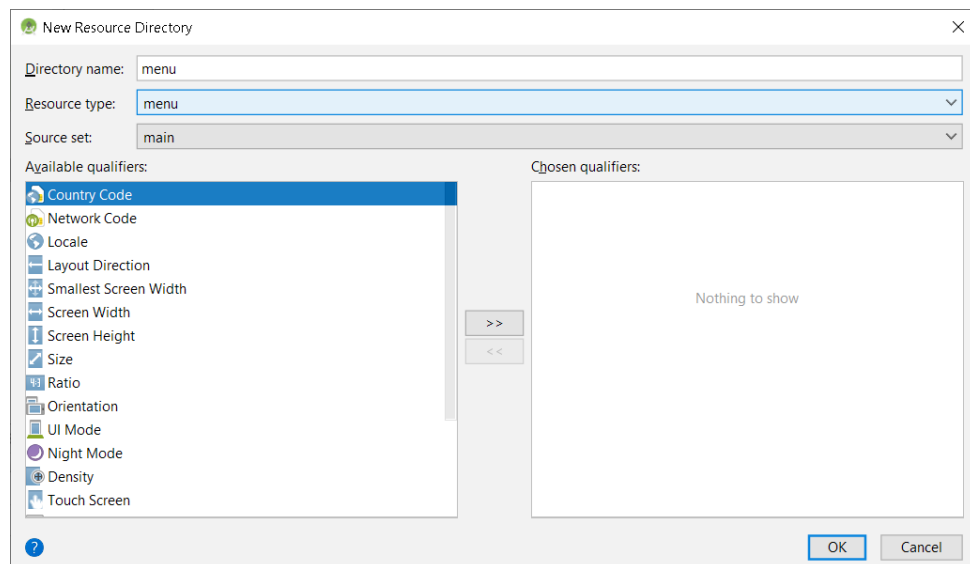 New Resource Directory
Directory name: menu
Resource type: menu
Source set: main
Available qualifiers:
Chosen qualifiers:
Country Code
Network Code
Locale
Layout Direction
Smallest Screen Width
Screen Width
Screen Height
Size
Ratio
Orientation
UI Mode
Night Mode
Density
Touch Screen
>>
<<
Nothing to show
?
OK
Cancel